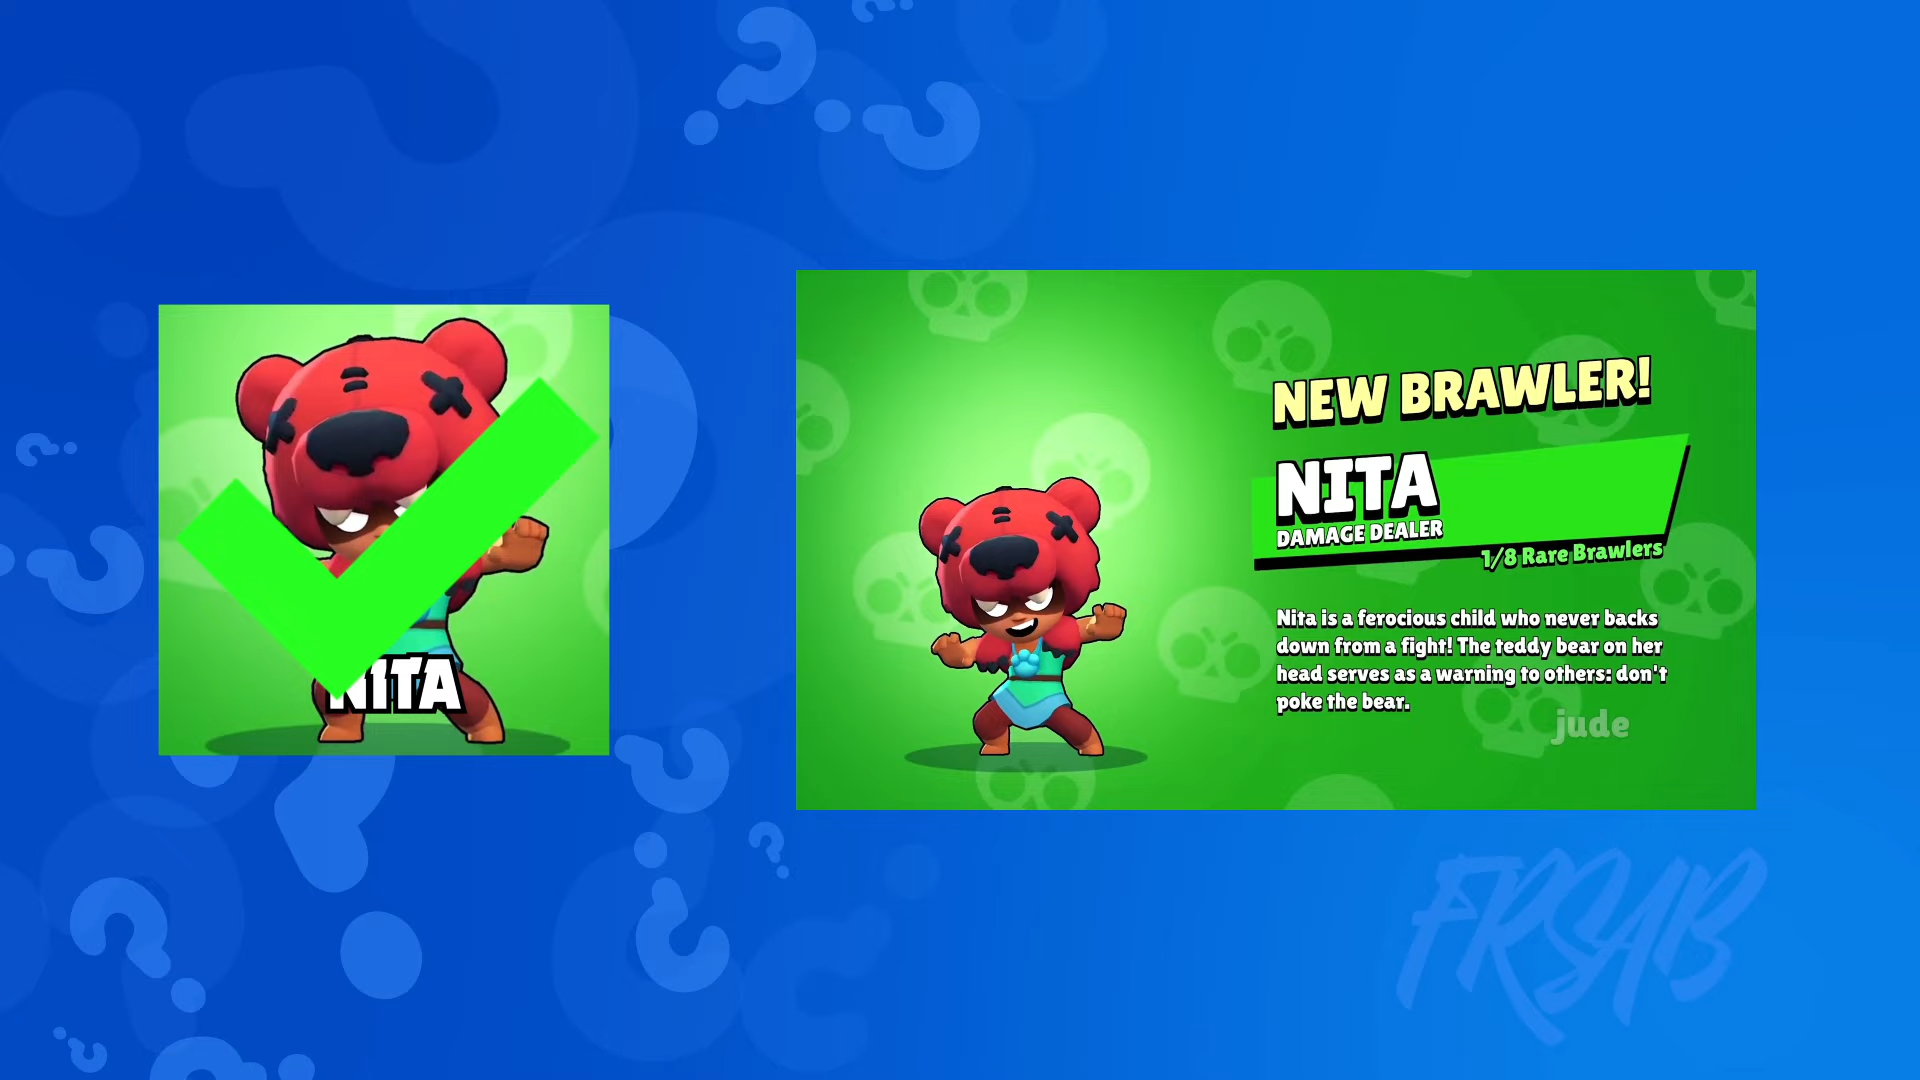 NITA
NEW BRAWLER!
NITA
DAMAGE DEALER
1/8 Rare Brawlers
Nita is a ferocious child who never backs
down from a fight! The teddy bear on her
head serves as a warning to others: don't
poke the bear.
jude
FRSAB